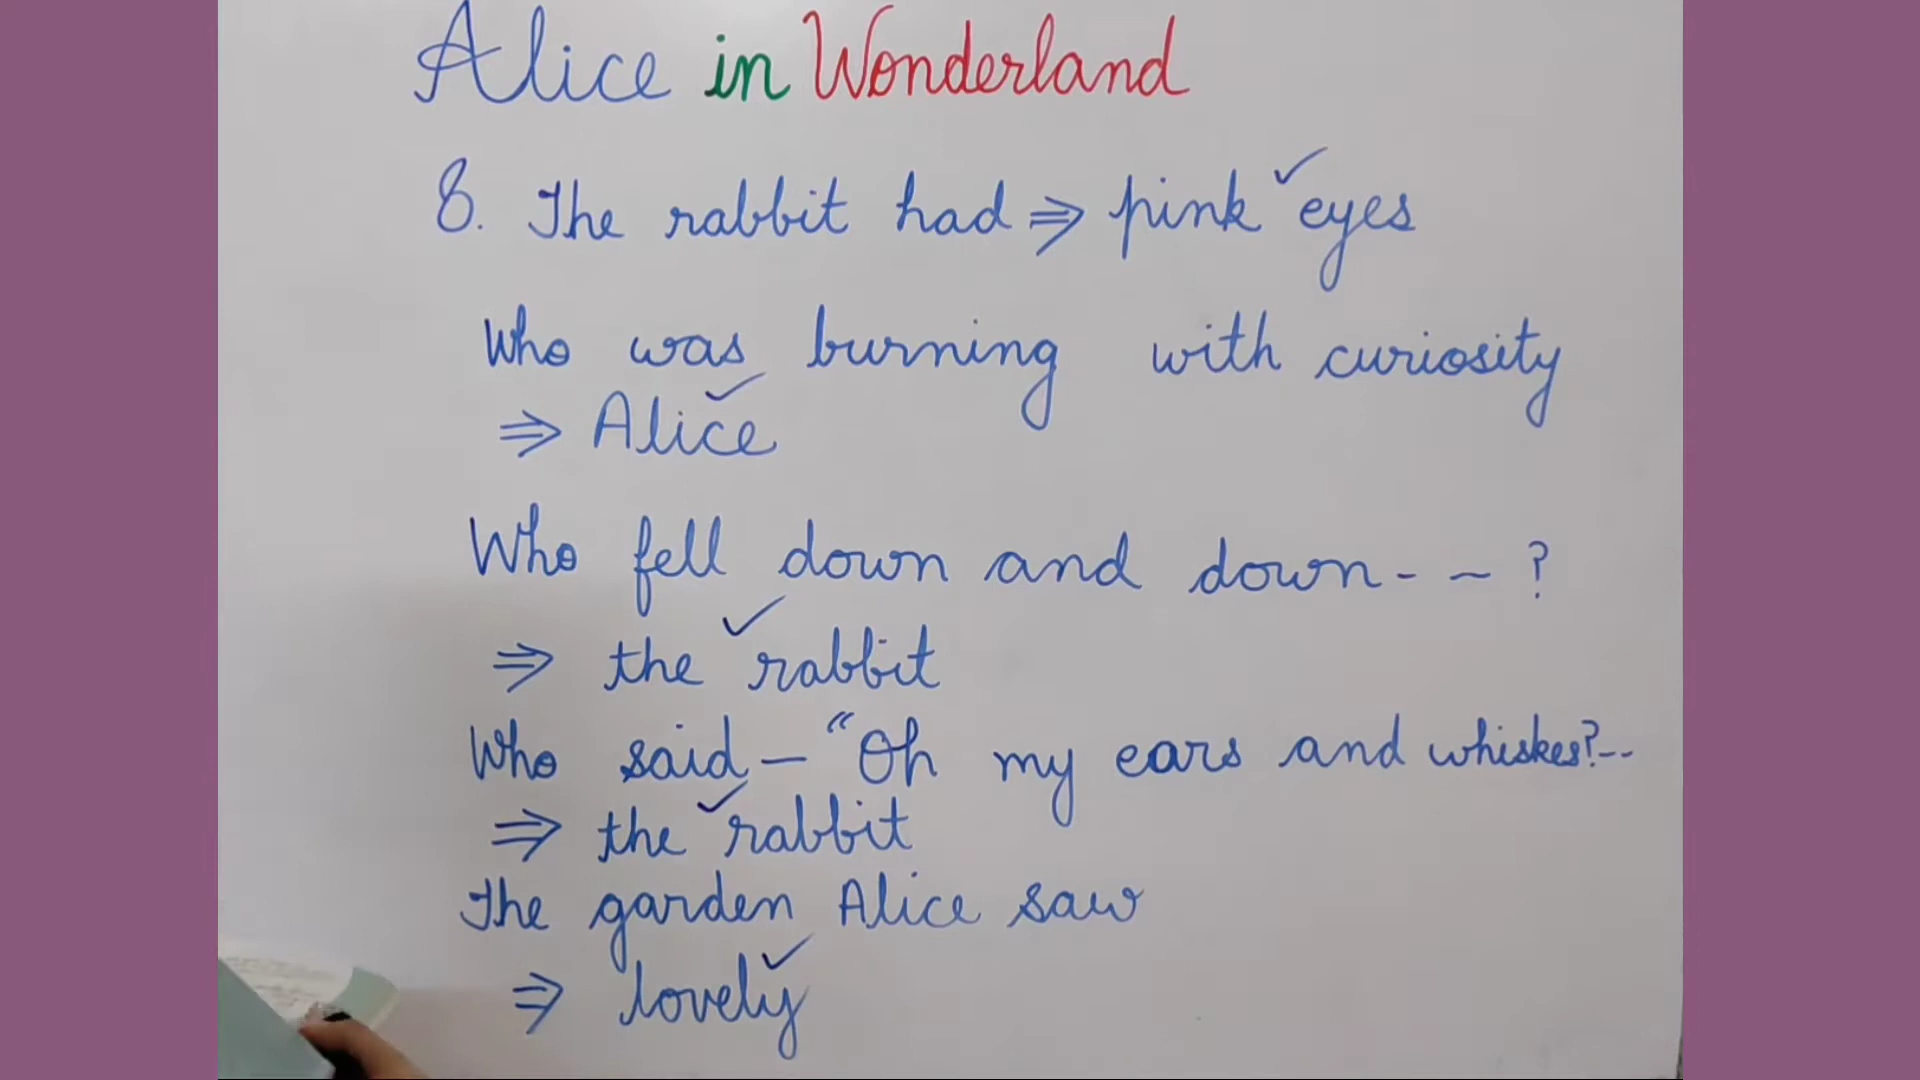 Alice in Wonderland
8. The rabbit had ⇒ pink eyes
Who was burning with curiosity
⇒ Alice
Who fell down and down - - ?
⇒ the rabbit
Who said - "Oh my ears and whiskes?--
⇒ the rabbit
The garden Alice saw
⇒ lovely